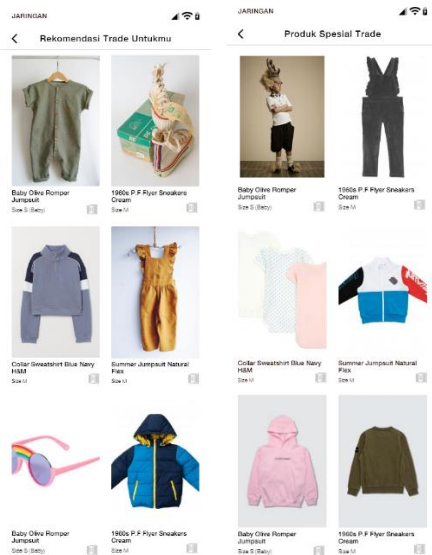 JARINGAN
Rekomendasi Trade Untukmu
Baby Olive Romper
Jumpsuit
Size S (Baby)
1960s P.F Flyer Sneakers
Cream
Size M
Collar Sweatshirt Blue Navy
H&M
Size M
Summer Jumpsuit Natural
Flex
Size M
Baby Olive Romper
Jumpsuit
Size S (Baby)
1960s P.F Flyer Sneakers
Cream
Size M
JARINGAN
Produk Spesial Trade
Baby Olive Romper
Jumpsuit
Size S (Baby)
1960s P.F Flyer Sneakers
Cream
Size M
Collar Sweatshirt Blue Navy
H&M
Size M
Summer Jumpsuit Natural
Flex
Size M
Baby Olive Romper
Jumpsuit
Size S (Baby)
1960s P.F Flyer Sneakers
Cream
Size M